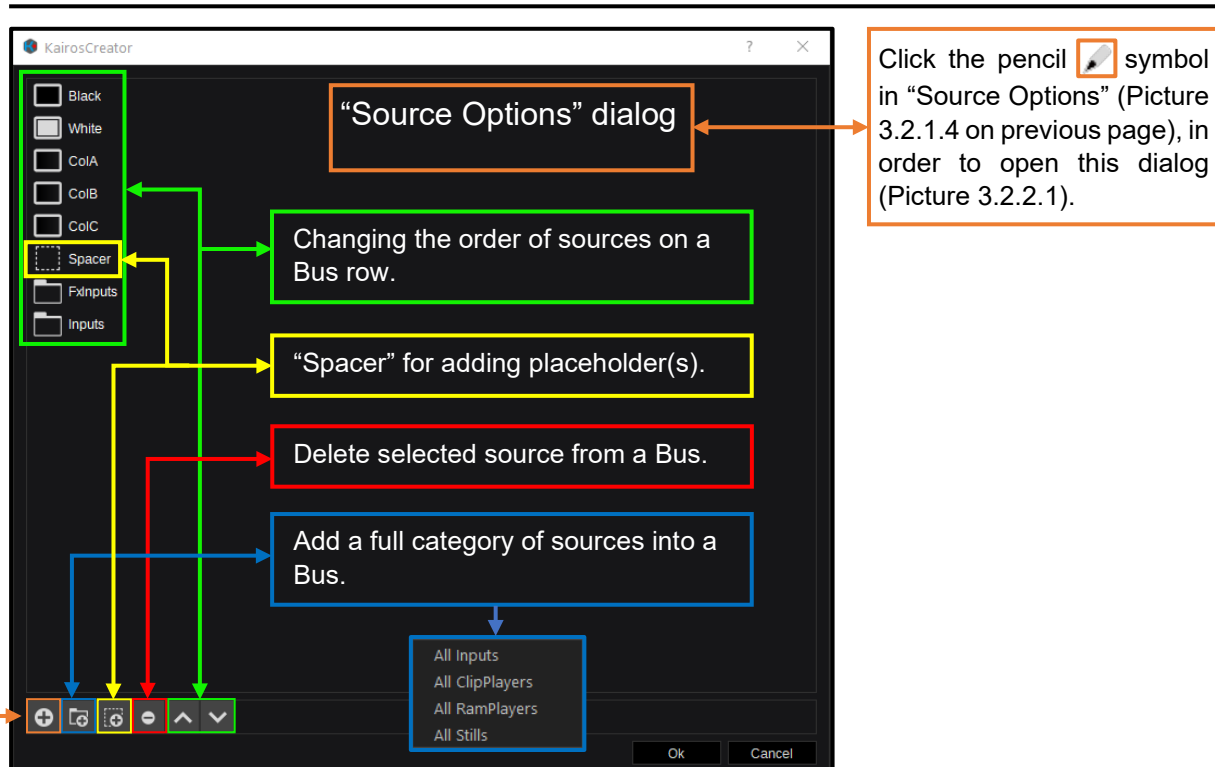 KairosCreator
?
Black
White
ColA
ColB
ColC
Spacer
FxInputs
Inputs
“Source Options” dialog
Click the pencil symbol
in “Source Options” (Picture
3.2.1.4 on previous page), in
order to open this dialog
(Picture 3.2.2.1).
Changing the order of sources on a
Bus row.
“Spacer” for adding placeholder(s).
Delete selected source from a Bus.
Add a full category of sources into a
Bus.
All Inputs
All ClipPlayers
All RamPlayers
All Stills
Ok Cancel